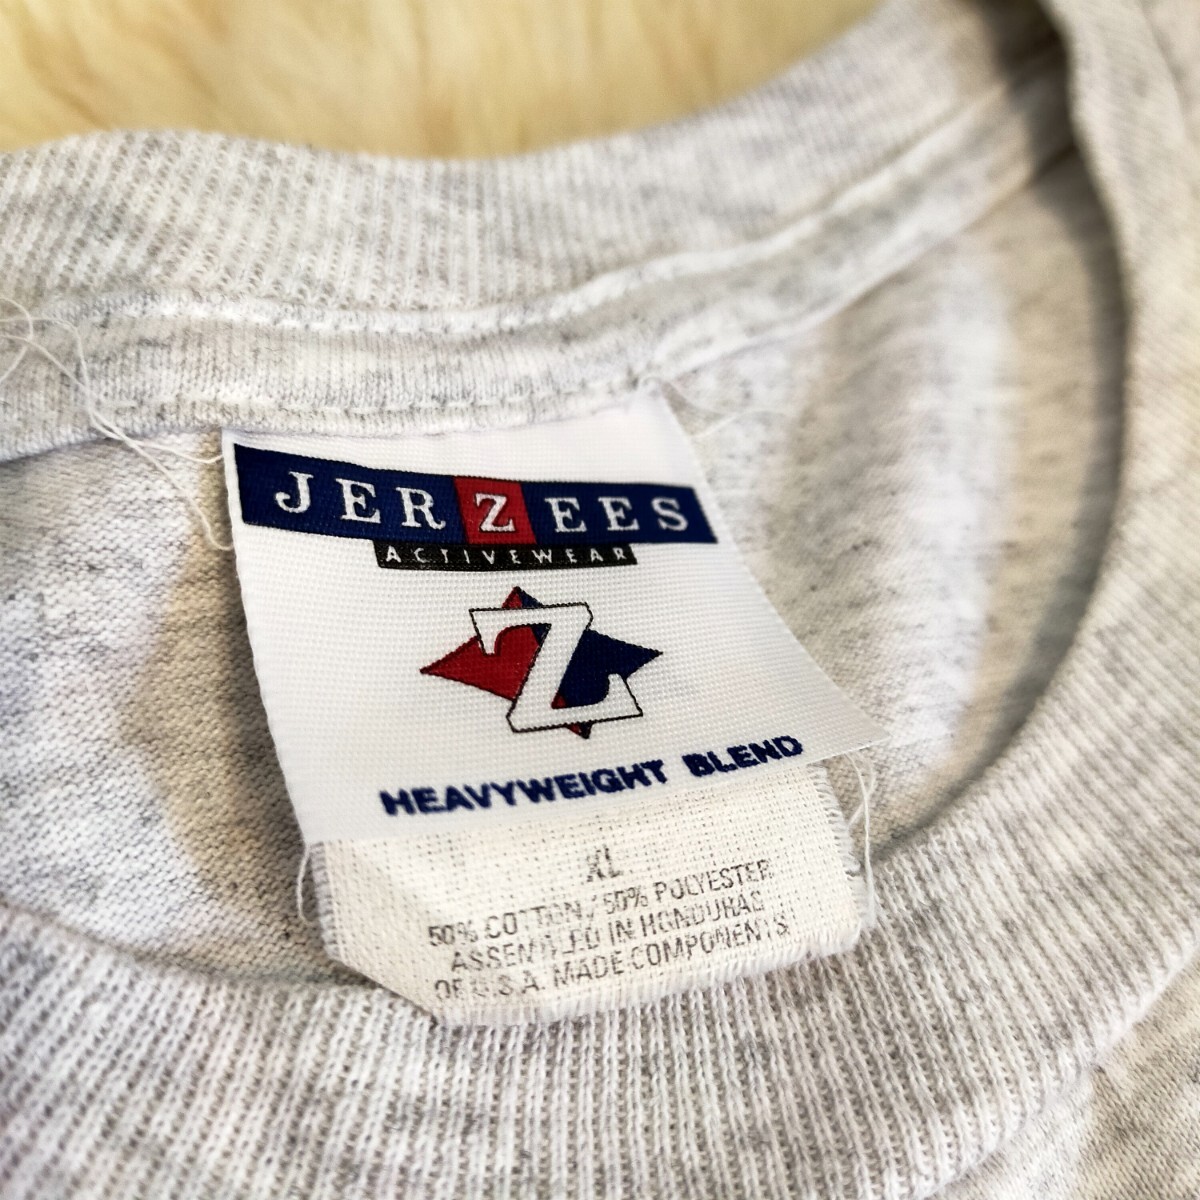 JERZEES
ACTIVEWEAR
Z
HEAVYWEIGHT BLEND
XL
50% COTTON / 50% POLYESTER
ASSEMBLED IN HONDURAS
OF U.S.A. MADE COMPONENTS